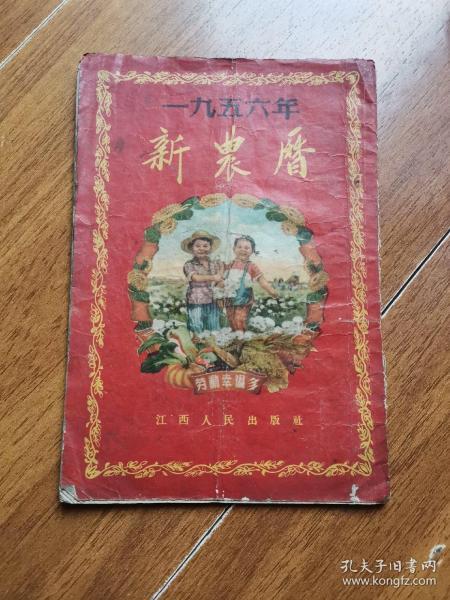 一九五六年
新農曆
劳動幸福多
江西人民出版社
孔夫子旧书网
www.kongfz.com